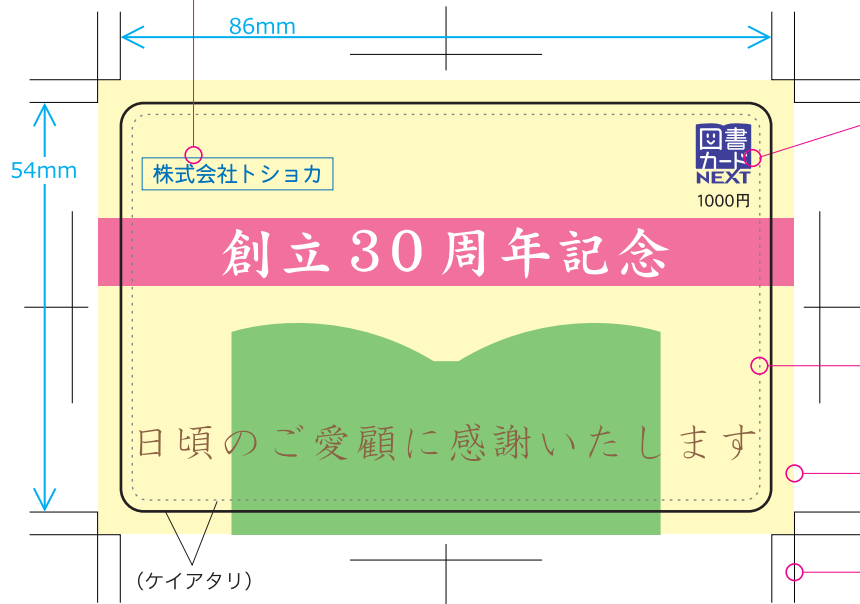 86mm
54mm
株式会社トショカ
図書
カード
NEXT
1000円
創立30周年記念
日頃のご愛顧に感謝いたします
(ケイアタリ)